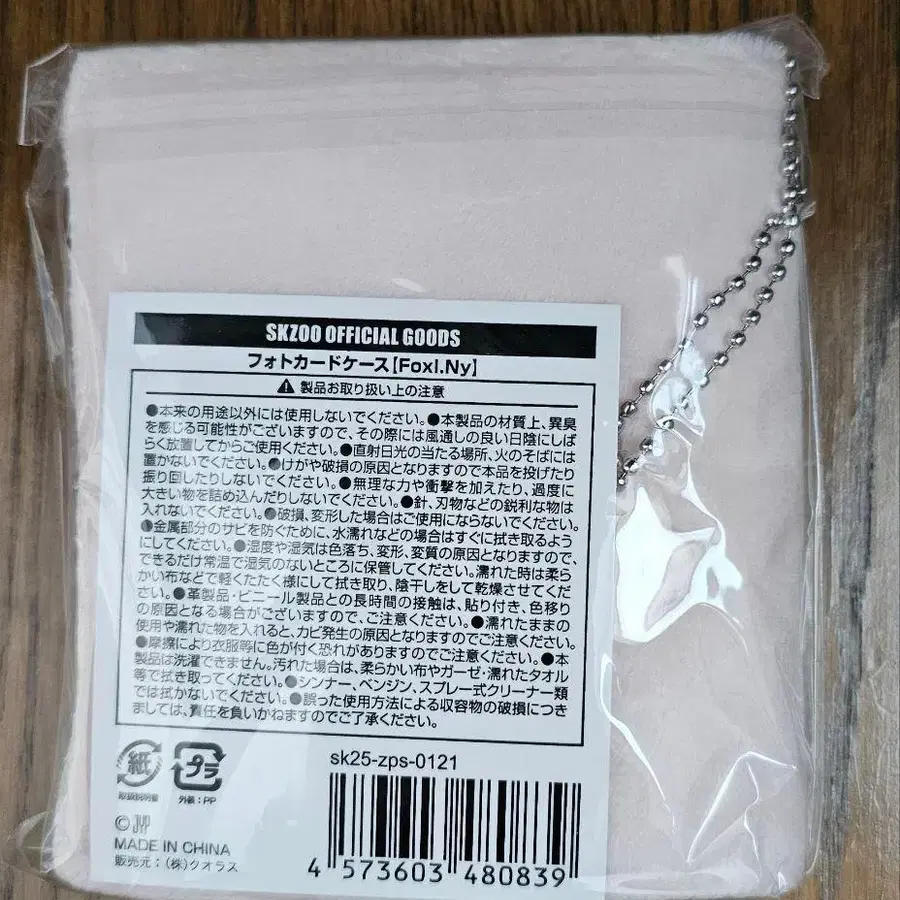 SKZOO OFFICIAL GOODS
フォトカードケース【FoxI.Ny】
⚠製品お取り扱い上の注意
●本来の用途以外には使用しないでください。●本製品の材質上、異臭
を感じる可能性がございますので、その際には風通しの良い日陰にしば
らく放置してからご使用ください。●直射日光の当たる場所、火のそばには
置かないでください。●けがや破損の原因となりますので本品を投げたり
振り回したりしないでください。●無理な力や衝撃を加えたり、過度に
大きい物を詰め込んだりしないでください。●針、刃物などの鋭利な物は
入れないでください。●破損、変形した場合はご使用にならないでください。
●金属部分のサビを防ぐために、水濡れなどの場合はすぐに拭き取るよう
にしてください。●湿度や湿気は色落ち、変形、変質の原因となりますので、
できるだけ常温で湿気のないところに保管してください。濡れた時は柔ら
かい布などで軽くたたく様にして拭き取り、陰干しをして乾燥させてくだ
さい。●革製品・ビニール製品との長時間の接触は、貼り付き、色移り
の原因となる場合がございますので、ご注意ください。●濡れたままの
使用や濡れた物を入れると、カビ発生の原因となりますのでご注意ください。
●摩擦により衣服等に色が付く恐れがありますのでご注意ください。●本
製品は洗濯できません。汚れた場合は、柔らかい布やガーゼ・濡れたタオル
等で拭き取ってください。●シンナー、ベンジン、スプレー式クリーナー類
では拭かないでください。●誤った使用方法による収容物の破損につき
ましては、責任を負いかねますのでご了承ください。
sk25-zps-0121
紙
プラ
取扱説明書
外装：PP
©JYP
MADE IN CHINA
販売元：(株)クオラス
4 573603 480839